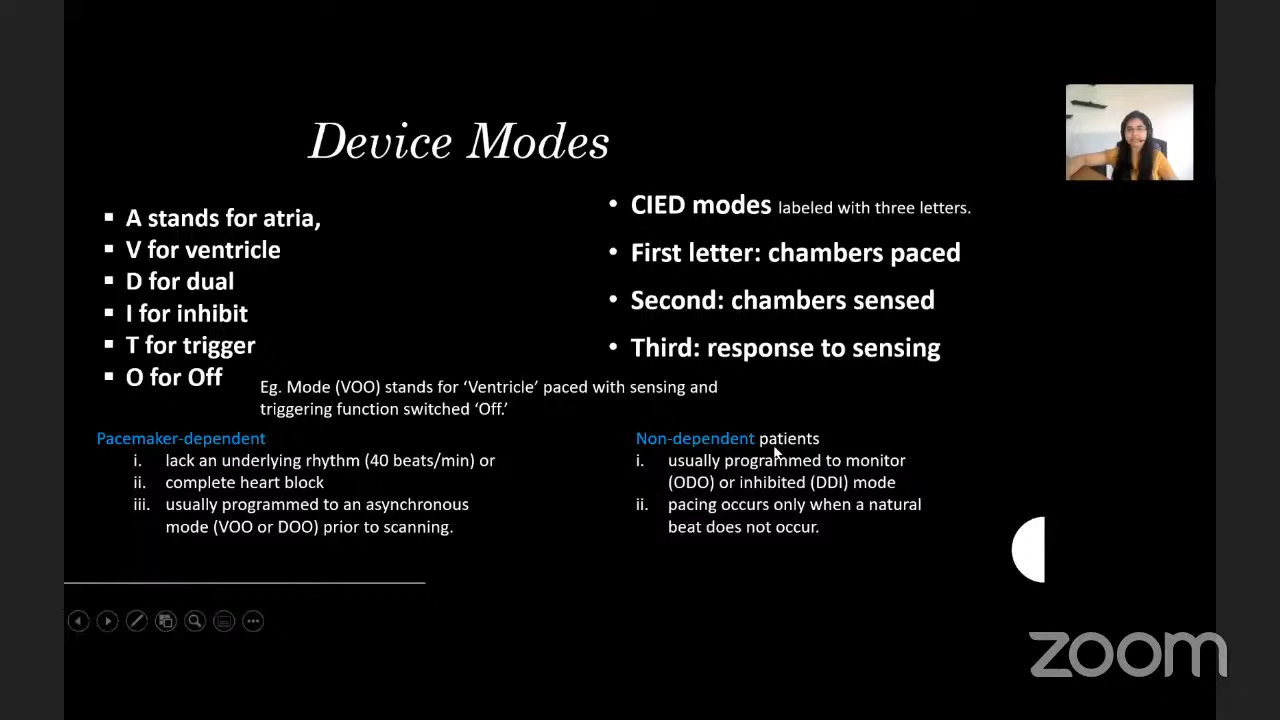 Device Modes
A stands for atria,
V for ventricle
D for dual
I for inhibit
T for trigger
O for Off
CIED modes labeled with three letters.
First letter: chambers paced
Second: chambers sensed
Third: response to sensing
Eg. Mode (VOO) stands for ‘Ventricle’ paced with sensing and
triggering function switched ‘Off.’
Pacemaker-dependent
i. lack an underlying rhythm (40 beats/min) or
ii. complete heart block
iii. usually programmed to an asynchronous
mode (VOO or DOO) prior to scanning.
Non-dependent patients
i. usually programmed to monitor
(ODO) or inhibited (DDI) mode
ii. pacing occurs only when a natural
beat does not occur.
zoom